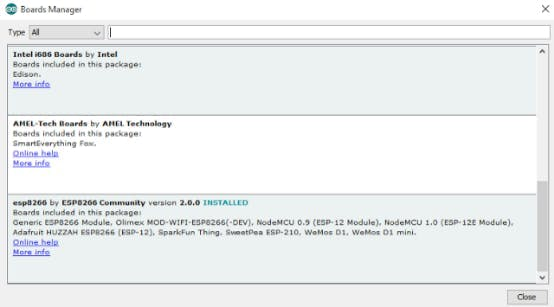 Boards Manager
Type All
Intel i686 Boards by Intel
Boards included in this package:
Edison.
More info
AMEL-Tech Boards by AMEL Technology
Boards included in this package:
SmartEverything Fox.
Online help
More info
esp8266 by ESP8266 Community version 2.0.0 INSTALLED
Boards included in this package:
Generic ESP8266 Module, Olimex MOD-WIFI-ESP8266(-DEV), NodeMCU 0.9 (ESP-12 Module), NodeMCU 1.0 (ESP-12E Module),
Adafruit HUZZAH ESP8266 (ESP-12), SparkFun Thing, SweetPea ESP-210, WeMos D1, WeMos D1 mini.
Online help
More info
Close